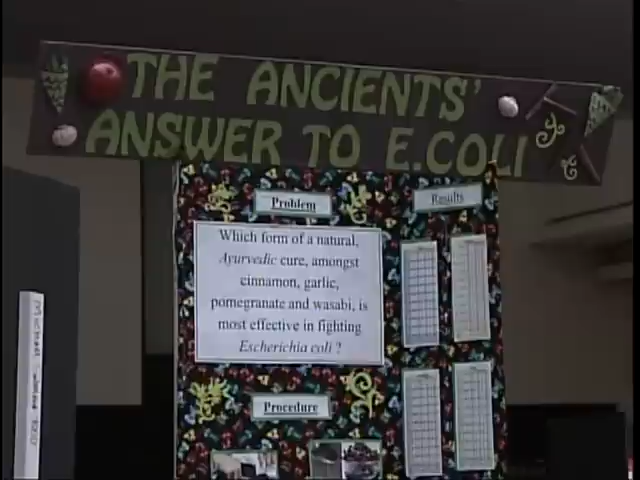 THE ANCIENTS'
ANSWER TO E.COLI
Problem
Results
Which form of a natural,
Ayurvedic cure, amongst
cinnamon, garlic,
pomegranate and wasabi, is
most effective in fighting
Escherichia coli ?
Procedure